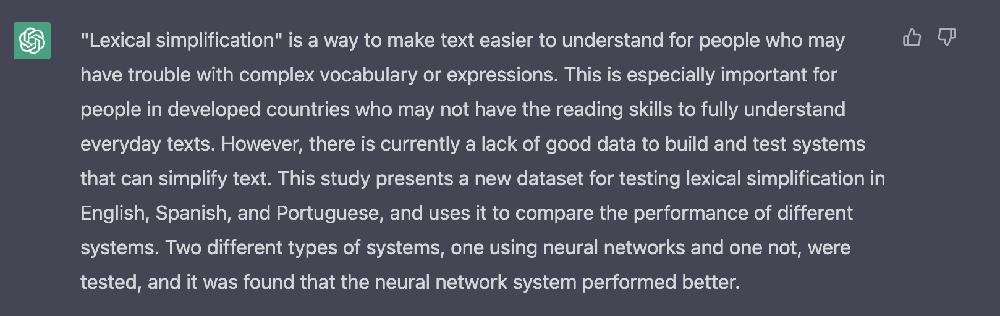 "Lexical simplification" is a way to make text easier to understand for people who may
have trouble with complex vocabulary or expressions. This is especially important for
people in developed countries who may not have the reading skills to fully understand
everyday texts. However, there is currently a lack of good data to build and test systems
that can simplify text. This study presents a new dataset for testing lexical simplification in
English, Spanish, and Portuguese, and uses it to compare the performance of different
systems. Two different types of systems, one using neural networks and one not, were
tested, and it was found that the neural network system performed better.